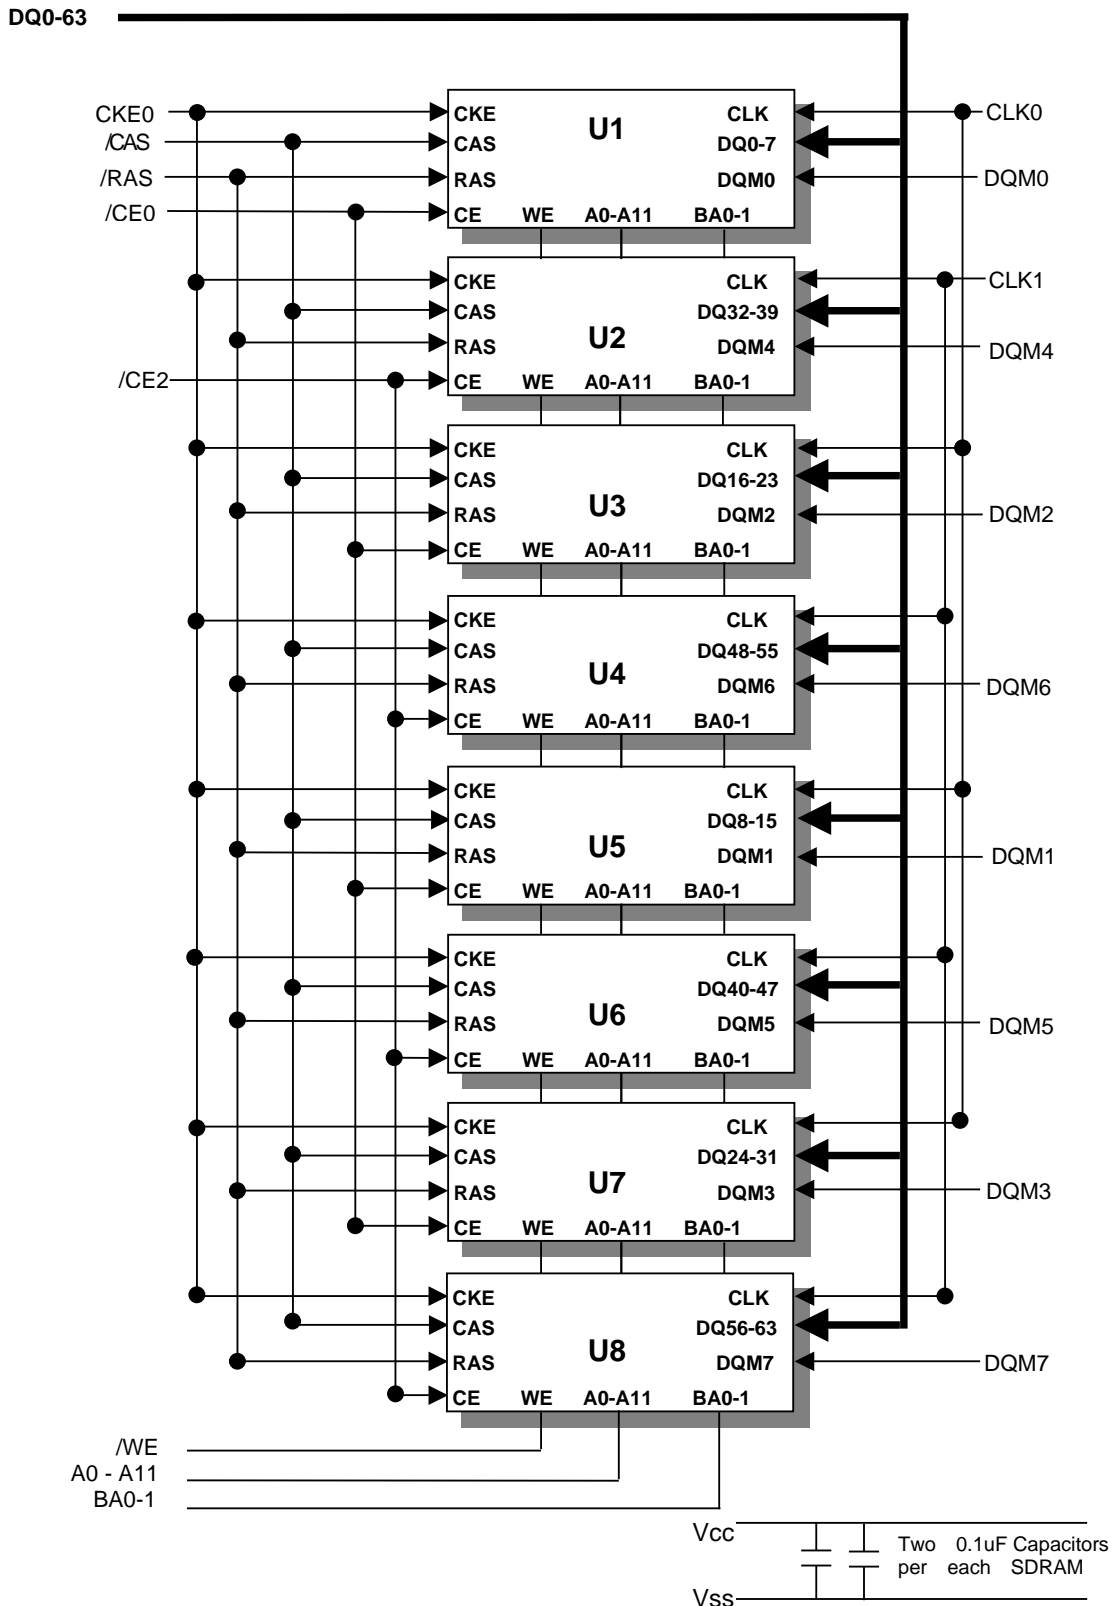 DQ0-63
CKE0 CKE U1 CLK CLK0
/CAS CAS DQ0-7
/RAS RAS DQM0 DQM0
/CE0 CE WE A0-A11 BA0-1
CKE CLK CLK1
CAS DQ32-39
U2
RAS DQM4 DQM4
/CE2 CE WE A0-A11 BA0-1
CKE CLK
CAS DQ16-23
U3
RAS DQM2 DQM2
CE WE A0-A11 BA0-1
CKE CLK
CAS DQ48-55
U4
RAS DQM6 DQM6
CE WE A0-A11 BA0-1
CKE CLK
CAS DQ8-15
U5
RAS DQM1 DQM1
CE WE A0-A11 BA0-1
CKE CLK
CAS DQ40-47
U6
RAS DQM5 DQM5
CE WE A0-A11 BA0-1
CKE CLK
CAS DQ24-31
U7
RAS DQM3 DQM3
CE WE A0-A11 BA0-1
CKE CLK
CAS DQ56-63
U8
RAS DQM7 DQM7
CE WE A0-A11 BA0-1
/WE
A0 - A11
BA0-1
Vcc
Two 0.1uF Capacitors
per each SDRAM
Vss